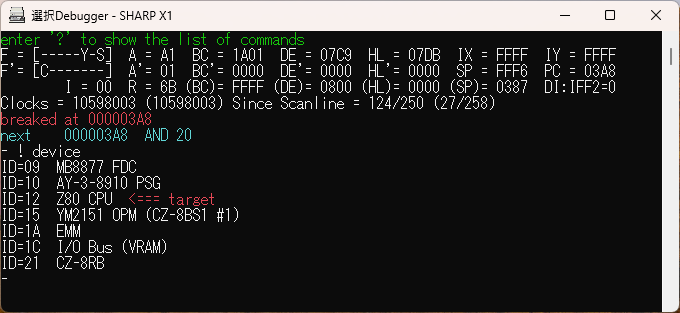 選択Debugger - SHARP X1
enter '?' to show the list of commands
F = [-----Y-S]  A = A1  BC = 1A01  DE = 07C9  HL = 07DB  IX = FFFF  IY = FFFF
F'= [C-------]  A'= 01  BC'= 0000  DE'= 0000  HL'= 0000  SP = FFF6  PC = 03A8
I = 00  R = 6B (BC)= FFFF (DE)= 0800 (HL)= 0000 (SP)= 0387  DI:IFF2=0
Clocks = 10598003 (10598003) Since Scanline = 124/250 (27/258)
breaked at 000003A8
next    000003A8  AND 20
- ! device
ID=09  MB8877 FDC
ID=10  AY-3-8910 PSG
ID=12  Z80 CPU  <=== target
ID=15  YM2151 OPM (CZ-8BS1 #1)
ID=1A  EMM
ID=1C  I/O Bus (VRAM)
ID=21  CZ-8RB
-